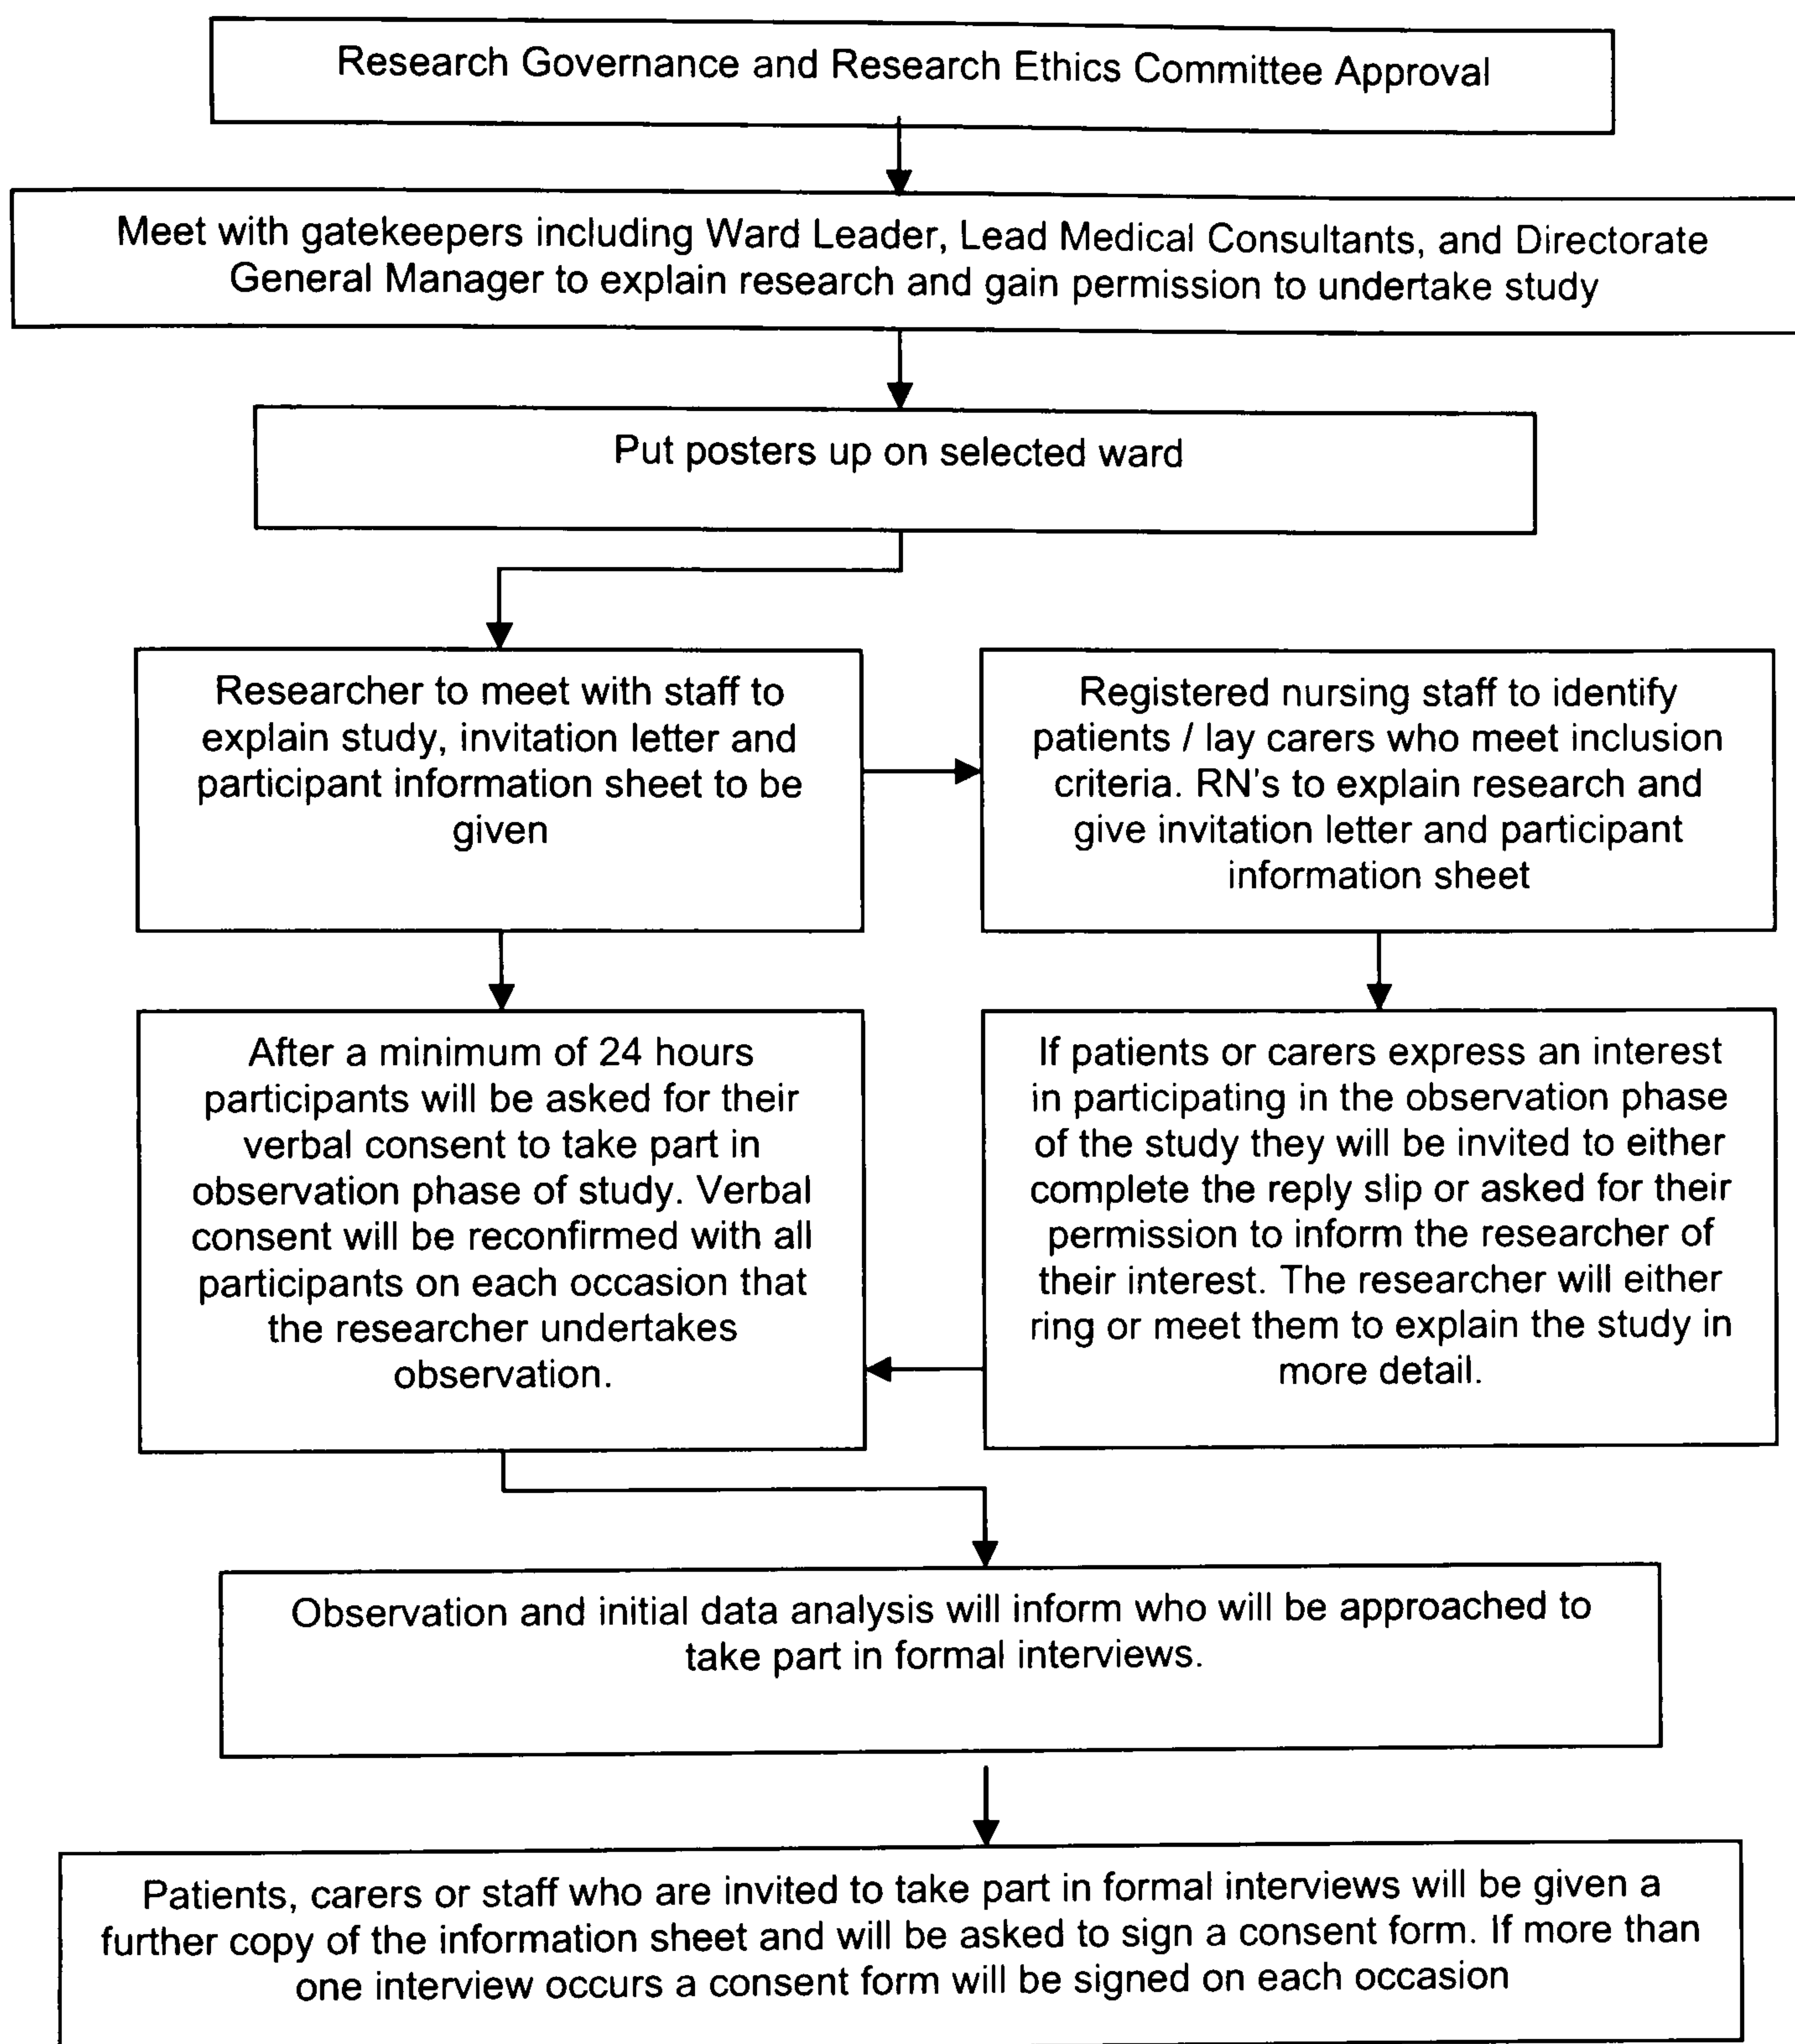 Research Governance and Research Ethics Committee Approval
Meet with gatekeepers including Ward Leader, Lead Medical Consultants, and Directorate
General Manager to explain research and gain permission to undertake study
Put posters up on selected ward
Researcher to meet with staff to
explain study, invitation letter and
participant information sheet to be
given
Registered nursing staff to identify
patients / lay carers who meet inclusion
criteria. RN's to explain research and
give invitation letter and participant
information sheet
After a minimum of 24 hours
participants will be asked for their
verbal consent to take part in
observation phase of study. Verbal
consent will be reconfirmed with all
participants on each occasion that
the researcher undertakes
observation.
If patients or carers express an interest
in participating in the observation phase
of the study they will be invited to either
complete the reply slip or asked for their
permission to inform the researcher of
their interest. The researcher will either
ring or meet them to explain the study in
more detail.
Observation and initial data analysis will inform who will be approached to
take part in formal interviews.
Patients, carers or staff who are invited to take part in formal interviews will be given a
further copy of the information sheet and will be asked to sign a consent form. If more than
one interview occurs a consent form will be signed on each occasion